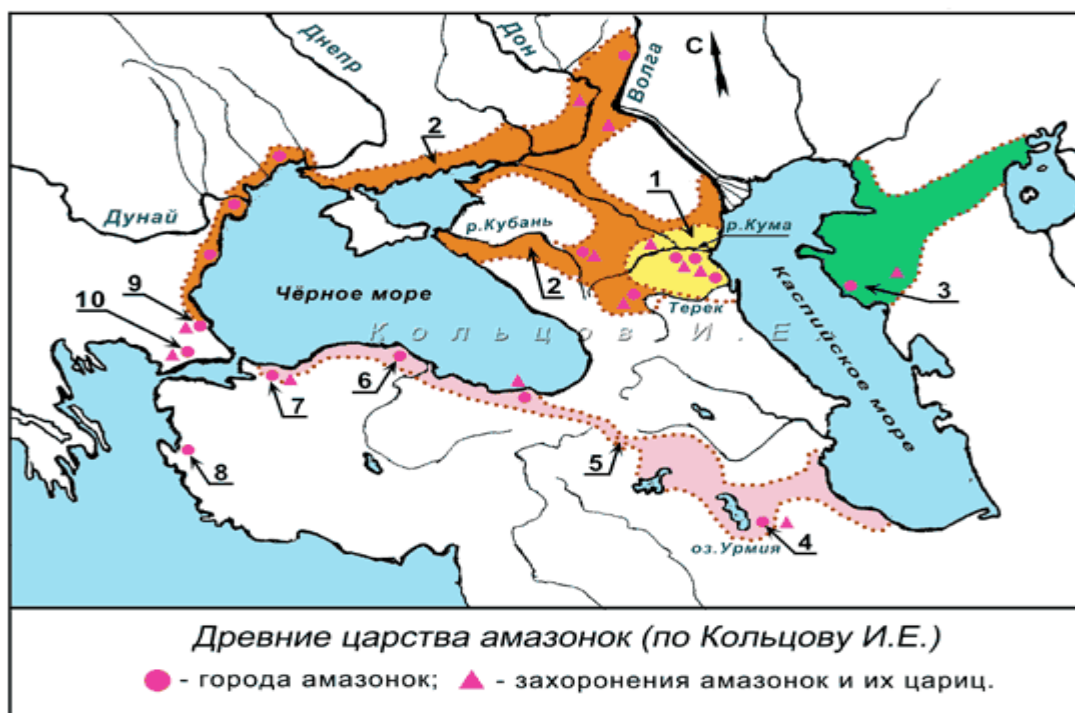 Днепр
Дон
Волга
С
2
1
Дунай
р.Кубань
р.Кума
2
3
9
10
Чёрное море
Терек
Каспийское море
Кольцов И.Е
6
7
5
8
4
оз.Урмия
Древние царства амазонок (по Кольцову И.Е.)
- города амазонок; - захоронения амазонок и их цариц.